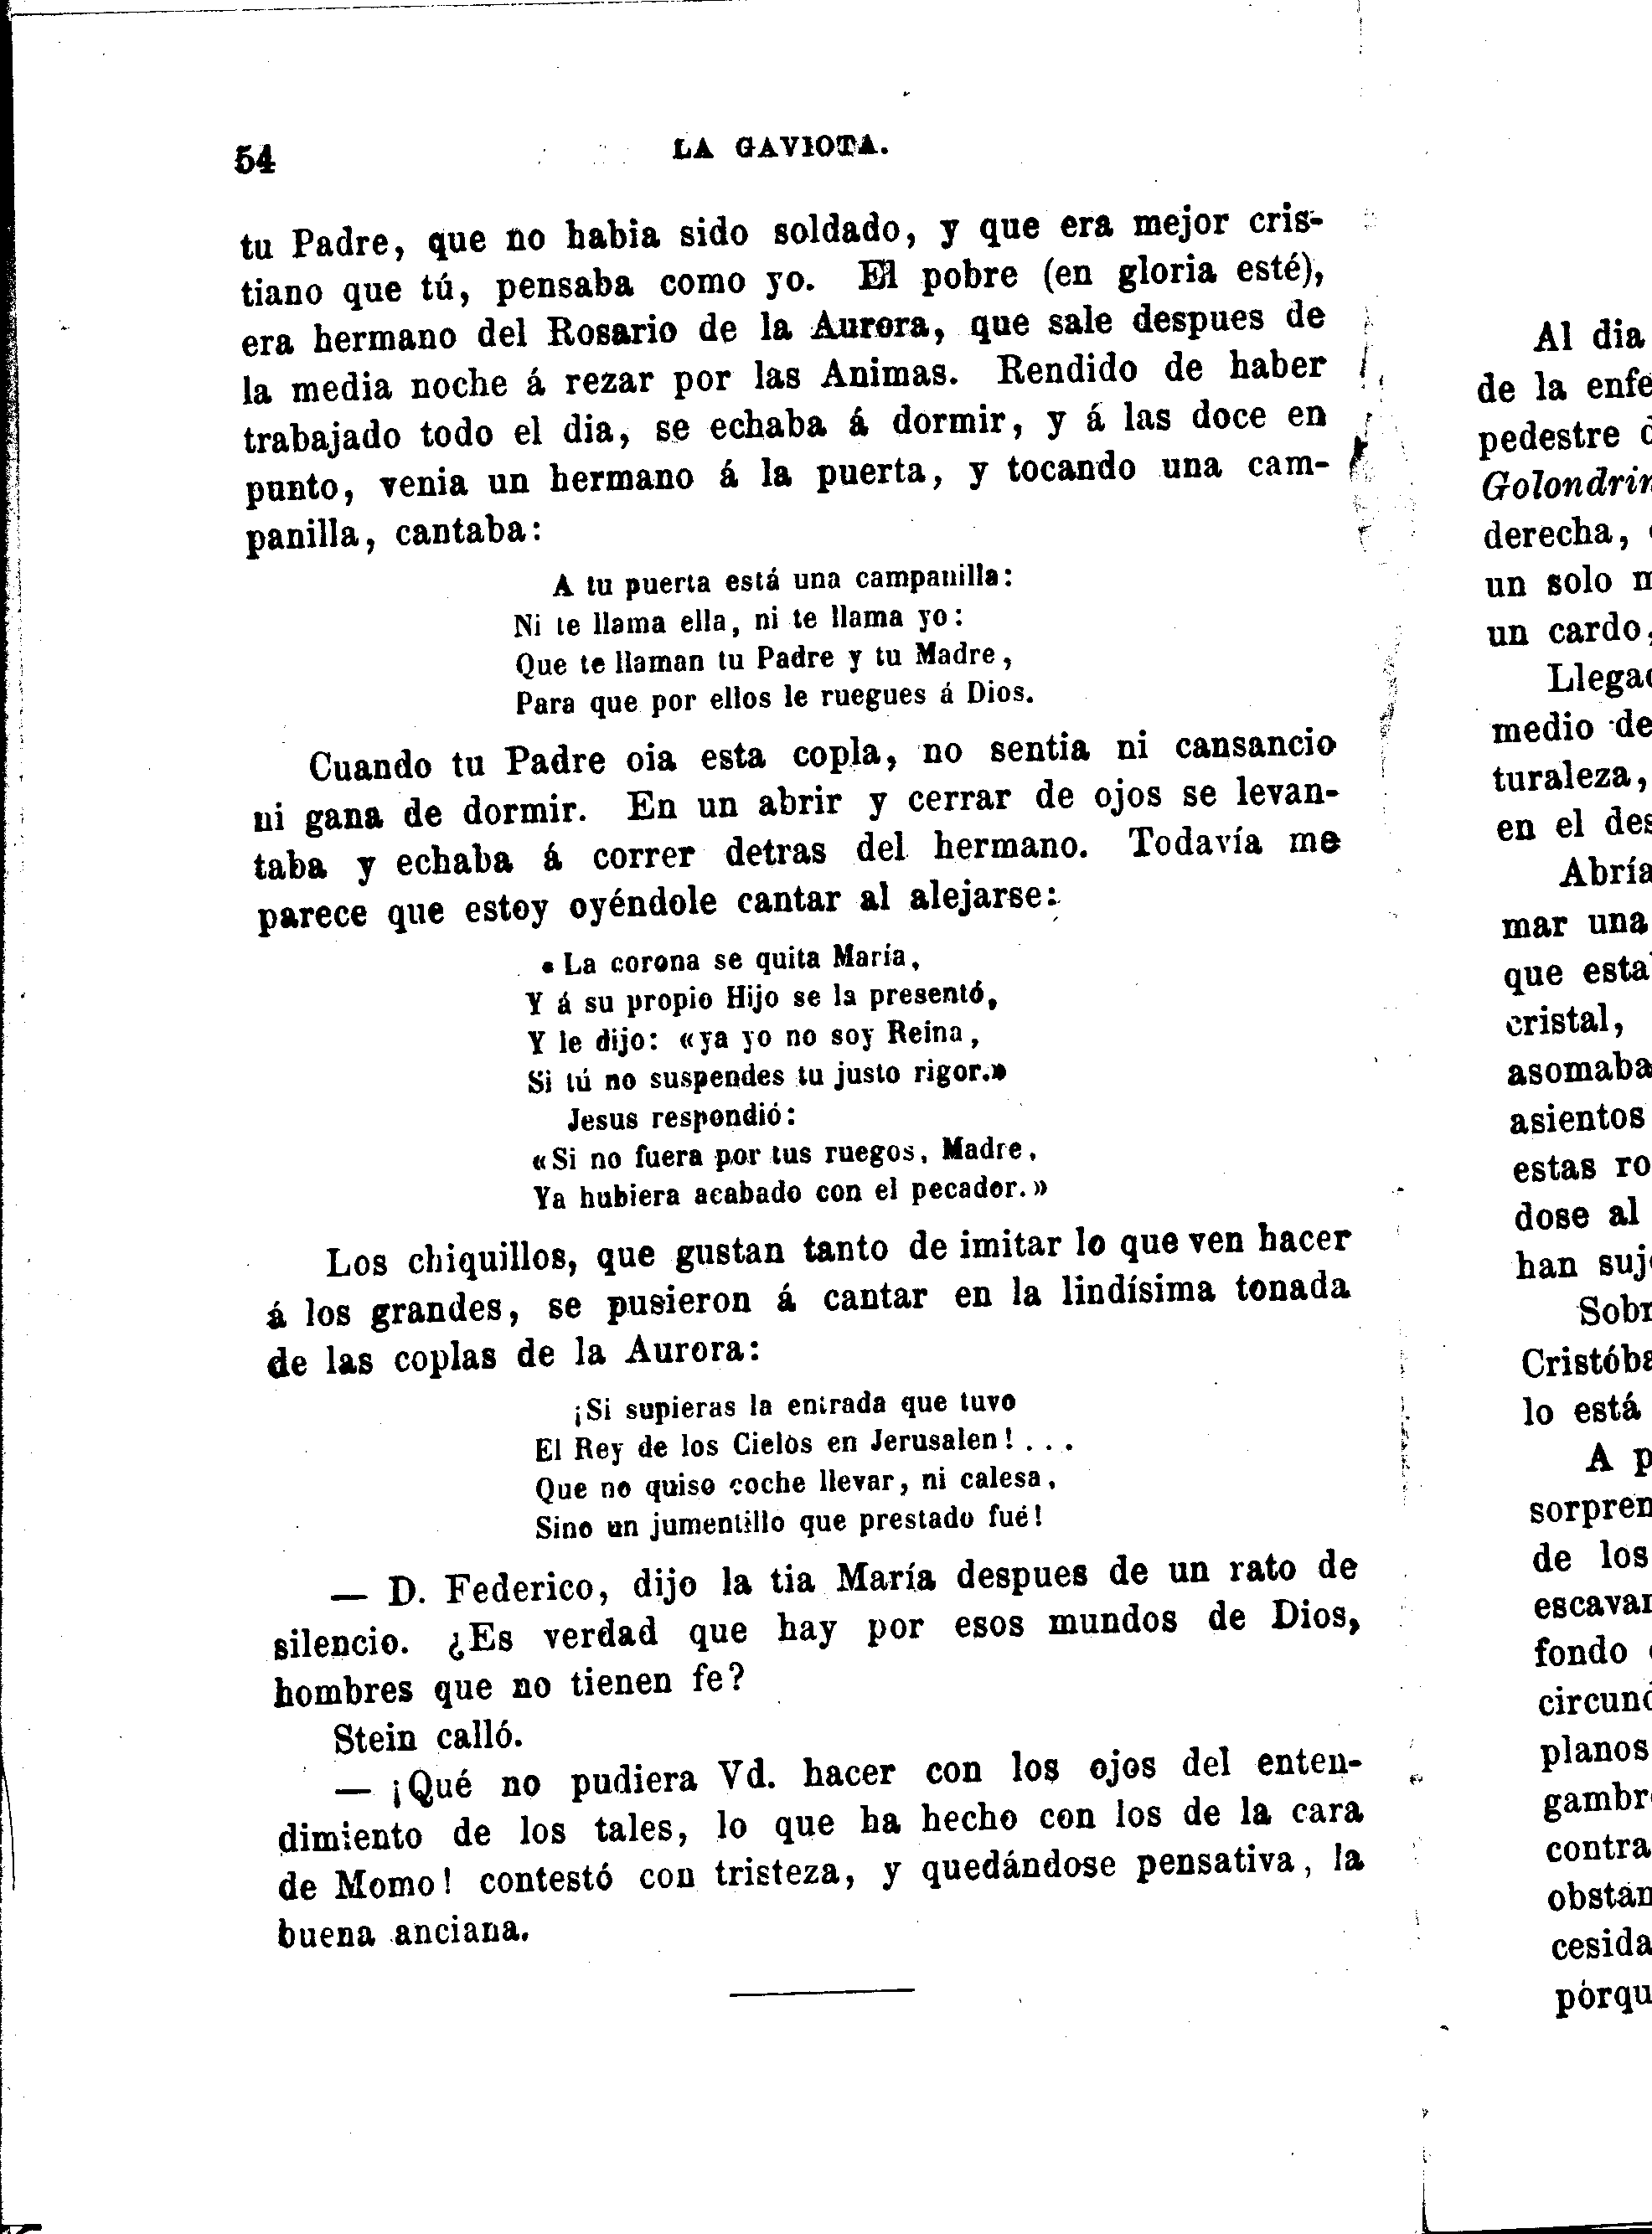 54
LA GAVIOTA.
tu Padre, que no habia sido soldado, y que era mejor cris-
tiano que tú, pensaba como yo. El pobre (en gloria esté),
era hermano del Rosario de la Aurora, que sale despues de
la media noche á rezar por las Animas. Rendido de haber
trabajado todo el dia, se echaba á dormir, y á las doce en
punto, venia un hermano á la puerta, y tocando una cam-
panilla, cantaba:
A tu puerta está una campanilla:
Ni te llama ella, ni te llama yo:
Que te llaman tu Padre y tu Madre,
Para que por ellos le ruegues á Dios.
Cuando tu Padre oia esta copla, no sentia ni cansancio
ni gana de dormir. En un abrir y cerrar de ojos se levan-
taba y echaba á correr detras del hermano. Todavía me
parece que estoy oyéndole cantar al alejarse:
«La corona se quita María,
Y á su propio Hijo se la presentó,
Y le dijo: «ya yo no soy Reina,
Si tú no suspendes tu justo rigor.»
Jesus respondió:
«Si no fuera por tus ruegos, Madre,
Ya hubiera acabado con el pecador.»
Los chiquillos, que gustan tanto de imitar lo que ven hacer
á los grandes, se pusieron á cantar en la lindísima tonada
de las coplas de la Aurora:
¡Si supieras la entrada que tuvo
El Rey de los Cielos en Jerusalen! . . .
Que no quiso coche llevar, ni calesa,
Sino un jumentillo que prestado fué!
— D. Federico, dijo la tia María despues de un rato de
silencio. ¿Es verdad que hay por esos mundos de Dios,
hombres que no tienen fe?
Stein calló.
— ¡Qué no pudiera Vd. hacer con los ojos del enten-
dimiento de los tales, lo que ha hecho con los de la cara
de Momo! contestó con tristeza, y quedándose pensativa, la
buena anciana.
Al dia
de la enfe
pedestre
Golondrin
derecha,
un solo
un cardo,
Llegad
medio de
turaleza,
en el des
Abría
mar una
que esta
cristal,
asomaba
asientos
estas ro
dose al
han suj
Sobr
Cristóba
lo está
A p
sorpren
de los
escavar
fondo
circund
planos
gambr
contra
obstan
cesida
porqu